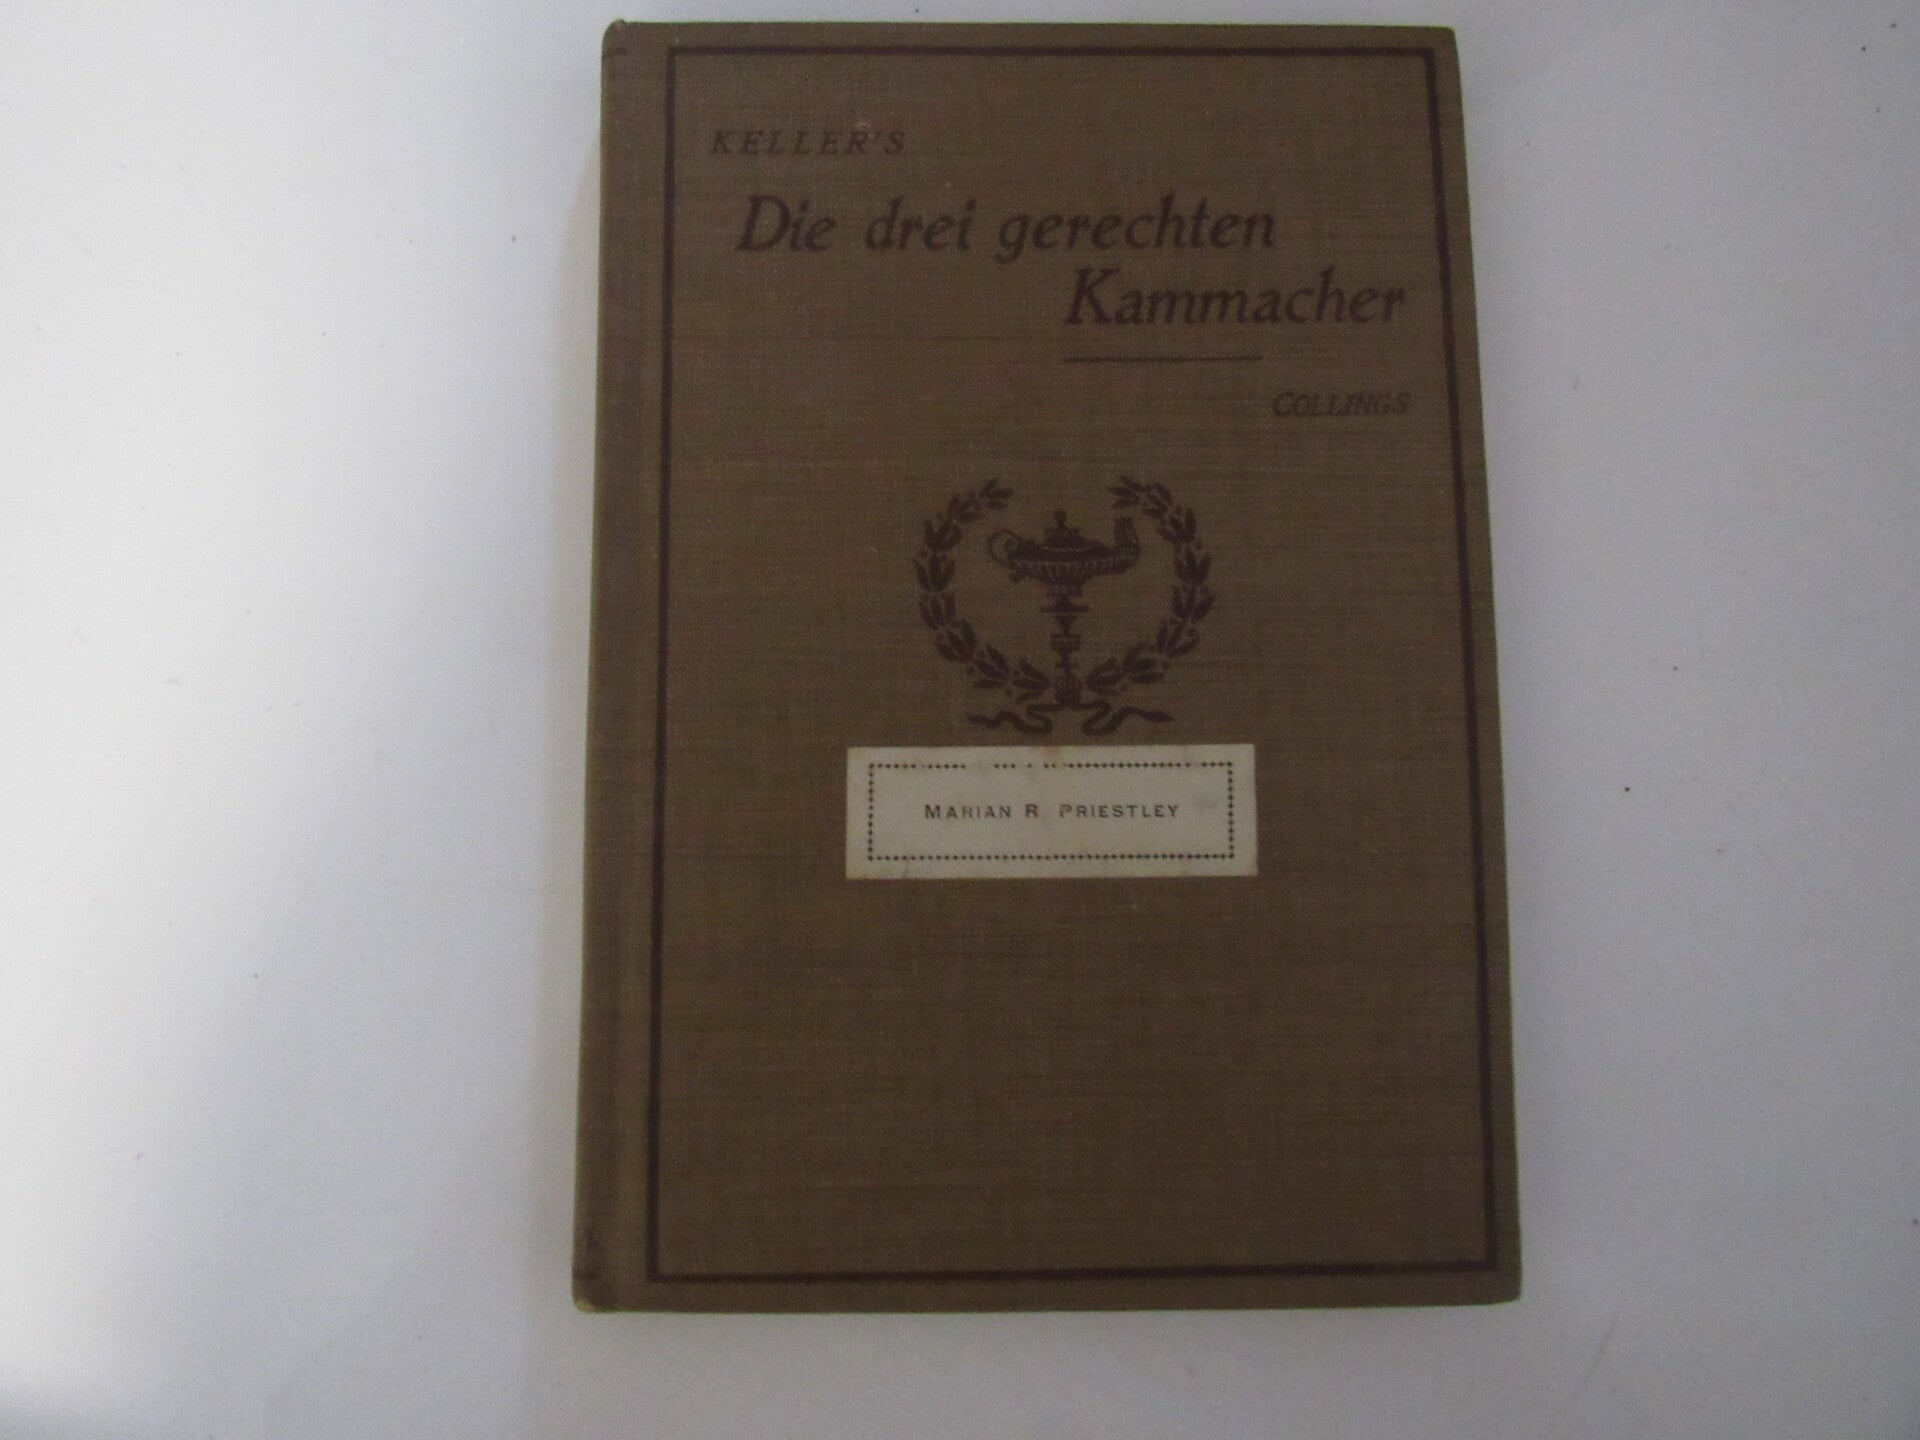 KELLER'S
Die drei gerechten
Kammacher
COLLINGS
MARIAN R. PRIESTLEY